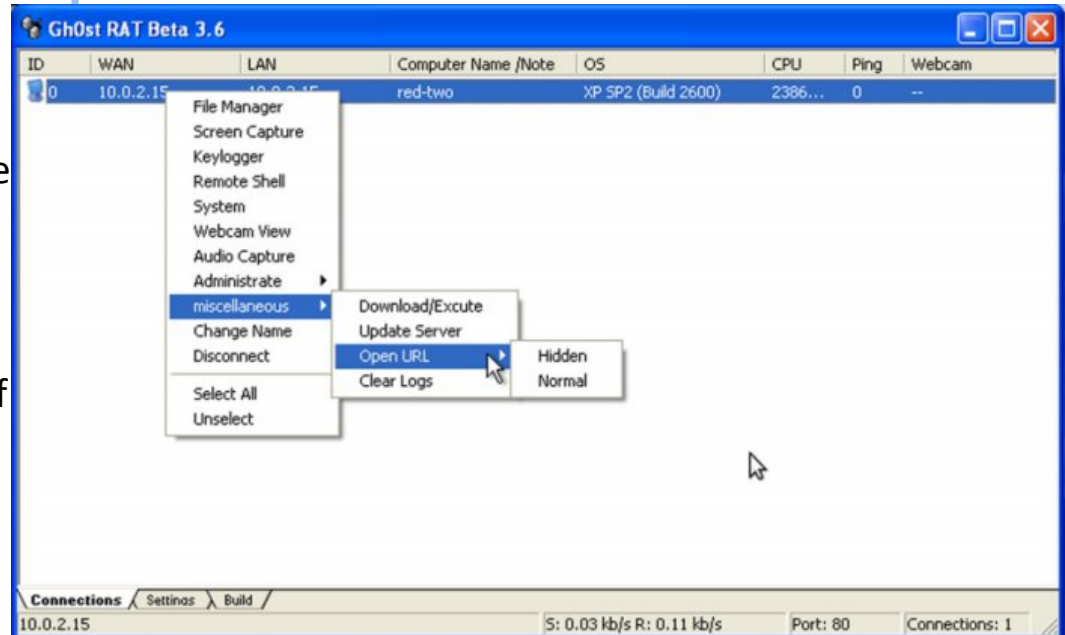 Gh0st RAT Beta 3.6
ID WAN LAN Computer Name /Note OS CPU Ping Webcam
0 10.0.2.15 red-two XP SP2 (Build 2600) 2386... 0 --
File Manager
Screen Capture
Keylogger
Remote Shell
System
Webcam View
Audio Capture
Administrate
miscellaneous
Change Name
Disconnect
Select All
Unselect
Download/Excute
Update Server
Open URL
Clear Logs
Hidden
Normal
e
f
Connections Settings Build
10.0.2.15 S: 0.03 kb/s R: 0.11 kb/s Port: 80 Connections: 1